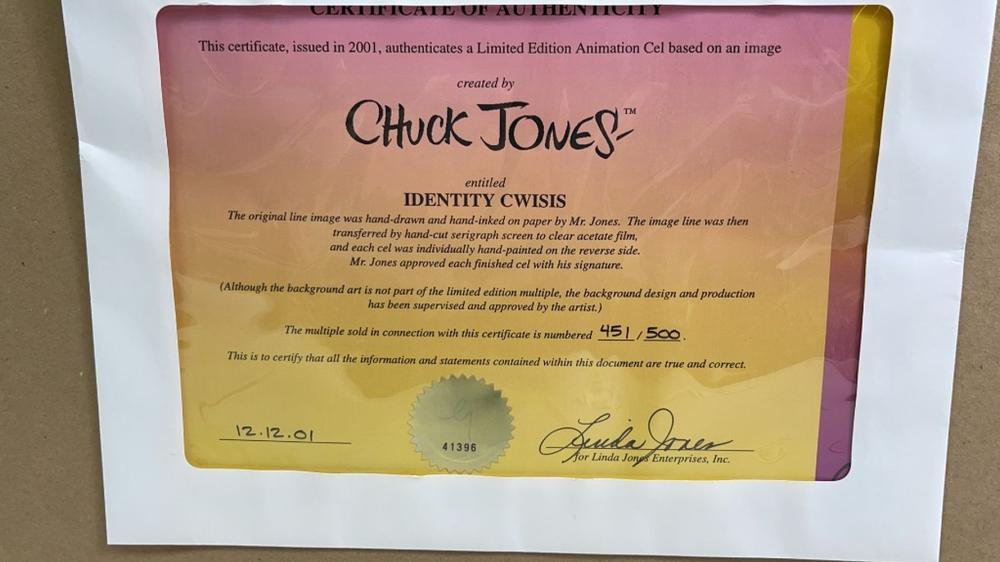 CERTIFICATE OF AUTHENTICITY
This certificate, issued in 2001, authenticates a Limited Edition Animation Cel based on an image
created by
CHUCK JONES™
entitled
IDENTITY CWISIS
The original line image was hand-drawn and hand-inked on paper by Mr. Jones. The image line was then
transferred by hand-cut serigraph screen to clear acetate film,
and each cel was individually hand-painted on the reverse side.
Mr. Jones approved each finished cel with his signature.
(Although the background art is not part of the limited edition multiple, the background design and production
has been supervised and approved by the artist.)
The multiple sold in connection with this certificate is numbered 451/500.
This is to certify that all the information and statements contained within this document are true and correct.
12.12.01
41396
Linda Jones
for Linda Jones Enterprises, Inc.